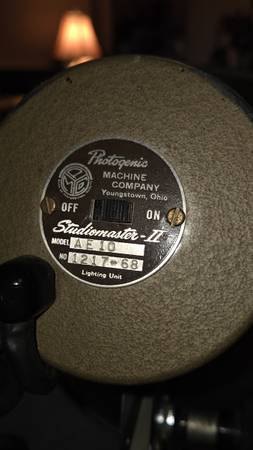 Photogenic
MACHINE
COMPANY
Youngstown, Ohio
OFF ON
Studiomaster-II
MODEL AE10
NO 1217-68
Lighting Unit